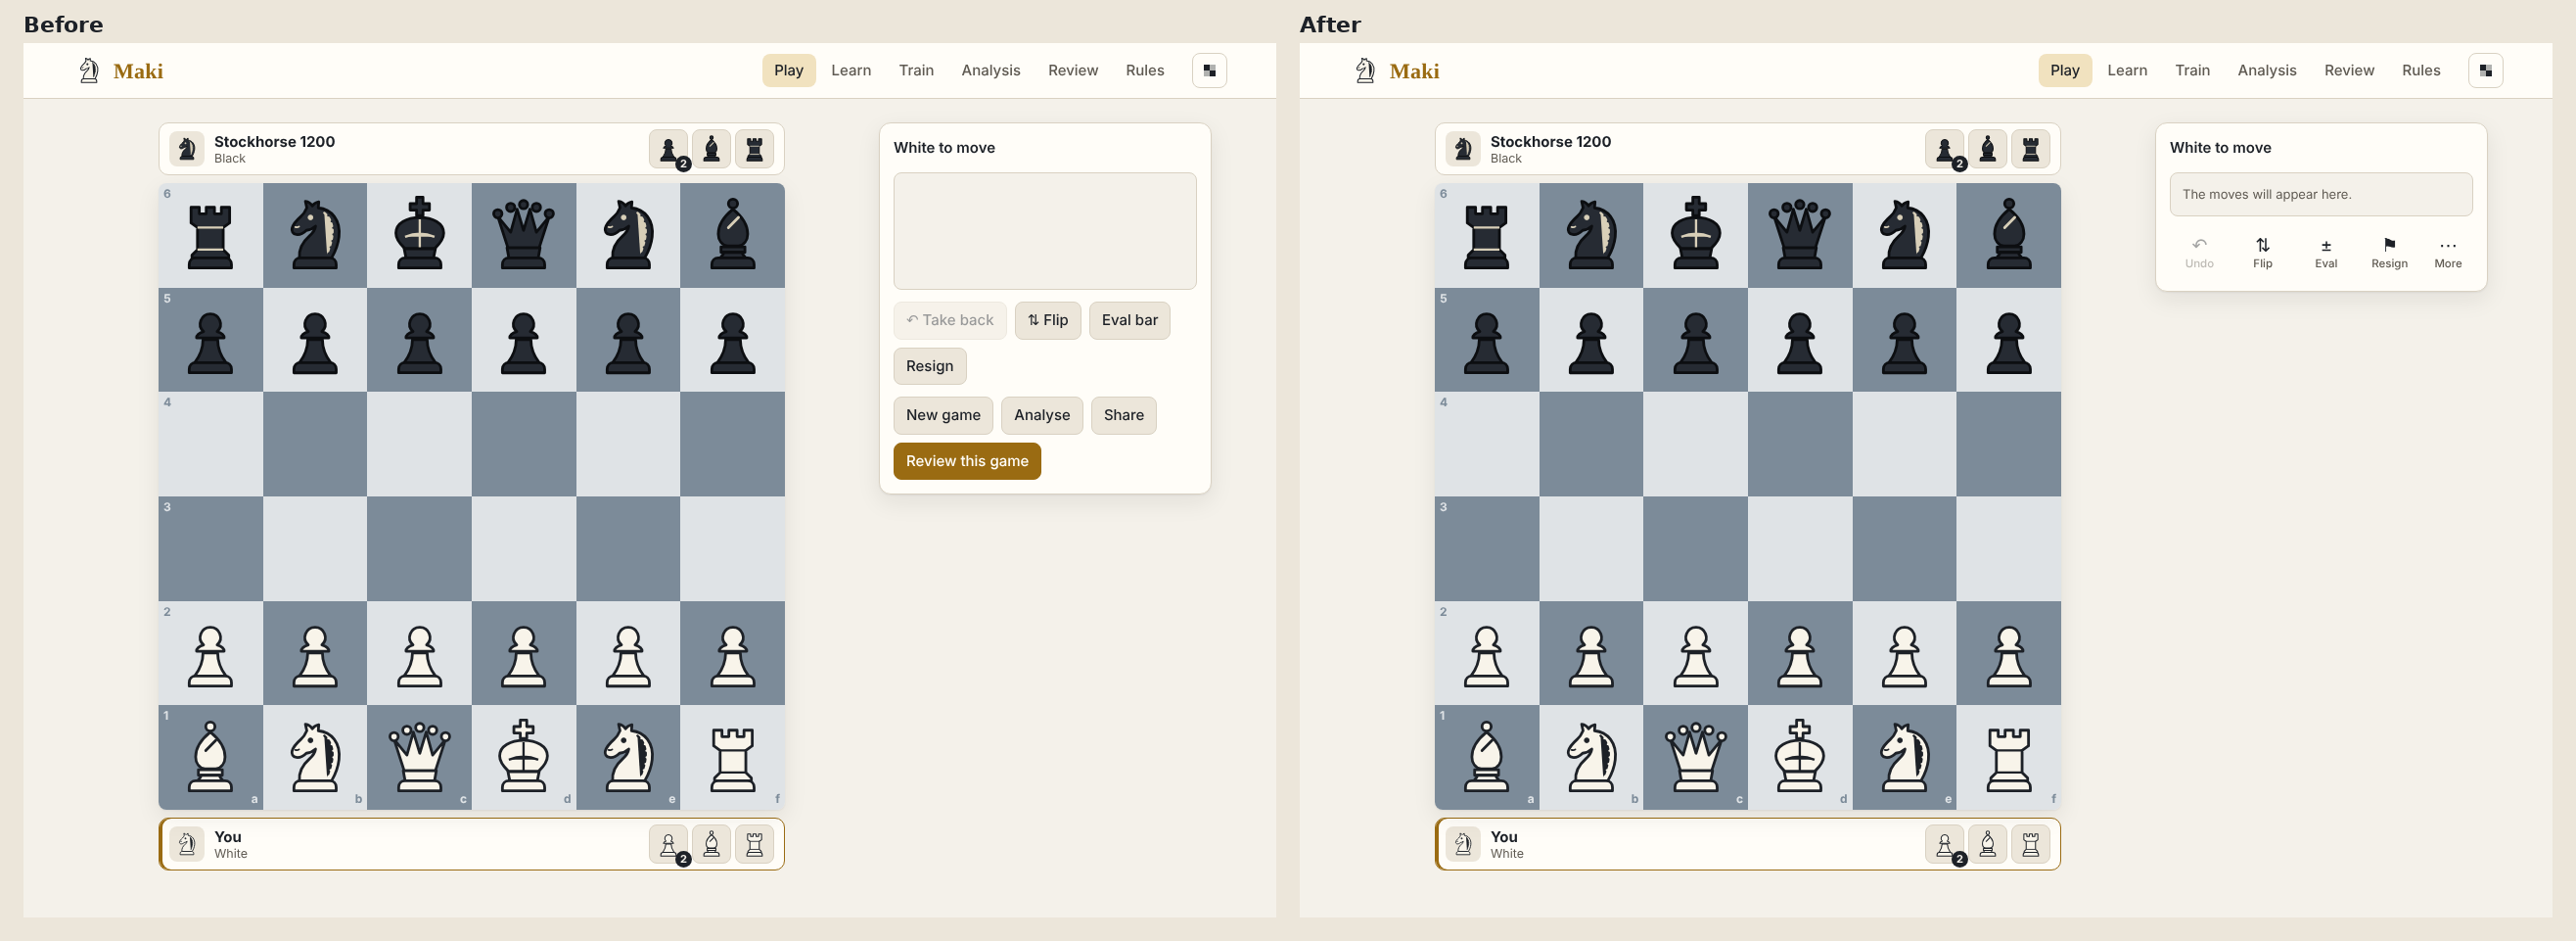 Before
Maki
Play Learn Train Analysis Review Rules
Stockhorse 1200
Black
2
White to move
6
5
4
3
2
1
a b c d e f
↶ Take back ⇅ Flip Eval bar
Resign
New game Analyse Share
Review this game
You
White
2
After
Maki
Play Learn Train Analysis Review Rules
Stockhorse 1200
Black
2
White to move
The moves will appear here.
↶ ⇅ ± ⚑ ⋯
Undo Flip Eval Resign More
6
5
4
3
2
1
a b c d e f
You
White
2